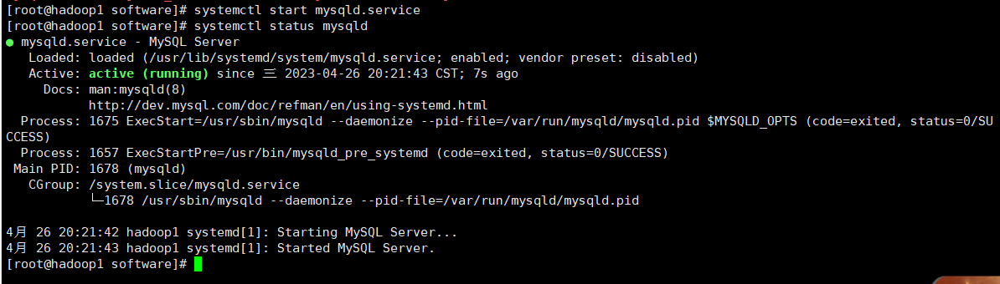 [root@hadoop1 software]# systemctl start mysqld.service
[root@hadoop1 software]# systemctl status mysqld
● mysqld.service - MySQL Server
   Loaded: loaded (/usr/lib/systemd/system/mysqld.service; enabled; vendor preset: disabled)
   Active: active (running) since 三 2023-04-26 20:21:43 CST; 7s ago
     Docs: man:mysqld(8)
           http://dev.mysql.com/doc/refman/en/using-systemd.html
  Process: 1675 ExecStart=/usr/sbin/mysqld --daemonize --pid-file=/var/run/mysqld/mysqld.pid $MYSQLD_OPTS (code=exited, status=0/SU
CCESS)
  Process: 1657 ExecStartPre=/usr/bin/mysqld_pre_systemd (code=exited, status=0/SUCCESS)
 Main PID: 1678 (mysqld)
   CGroup: /system.slice/mysqld.service
           └─1678 /usr/sbin/mysqld --daemonize --pid-file=/var/run/mysqld/mysqld.pid
4月 26 20:21:42 hadoop1 systemd[1]: Starting MySQL Server...
4月 26 20:21:43 hadoop1 systemd[1]: Started MySQL Server.
[root@hadoop1 software]#